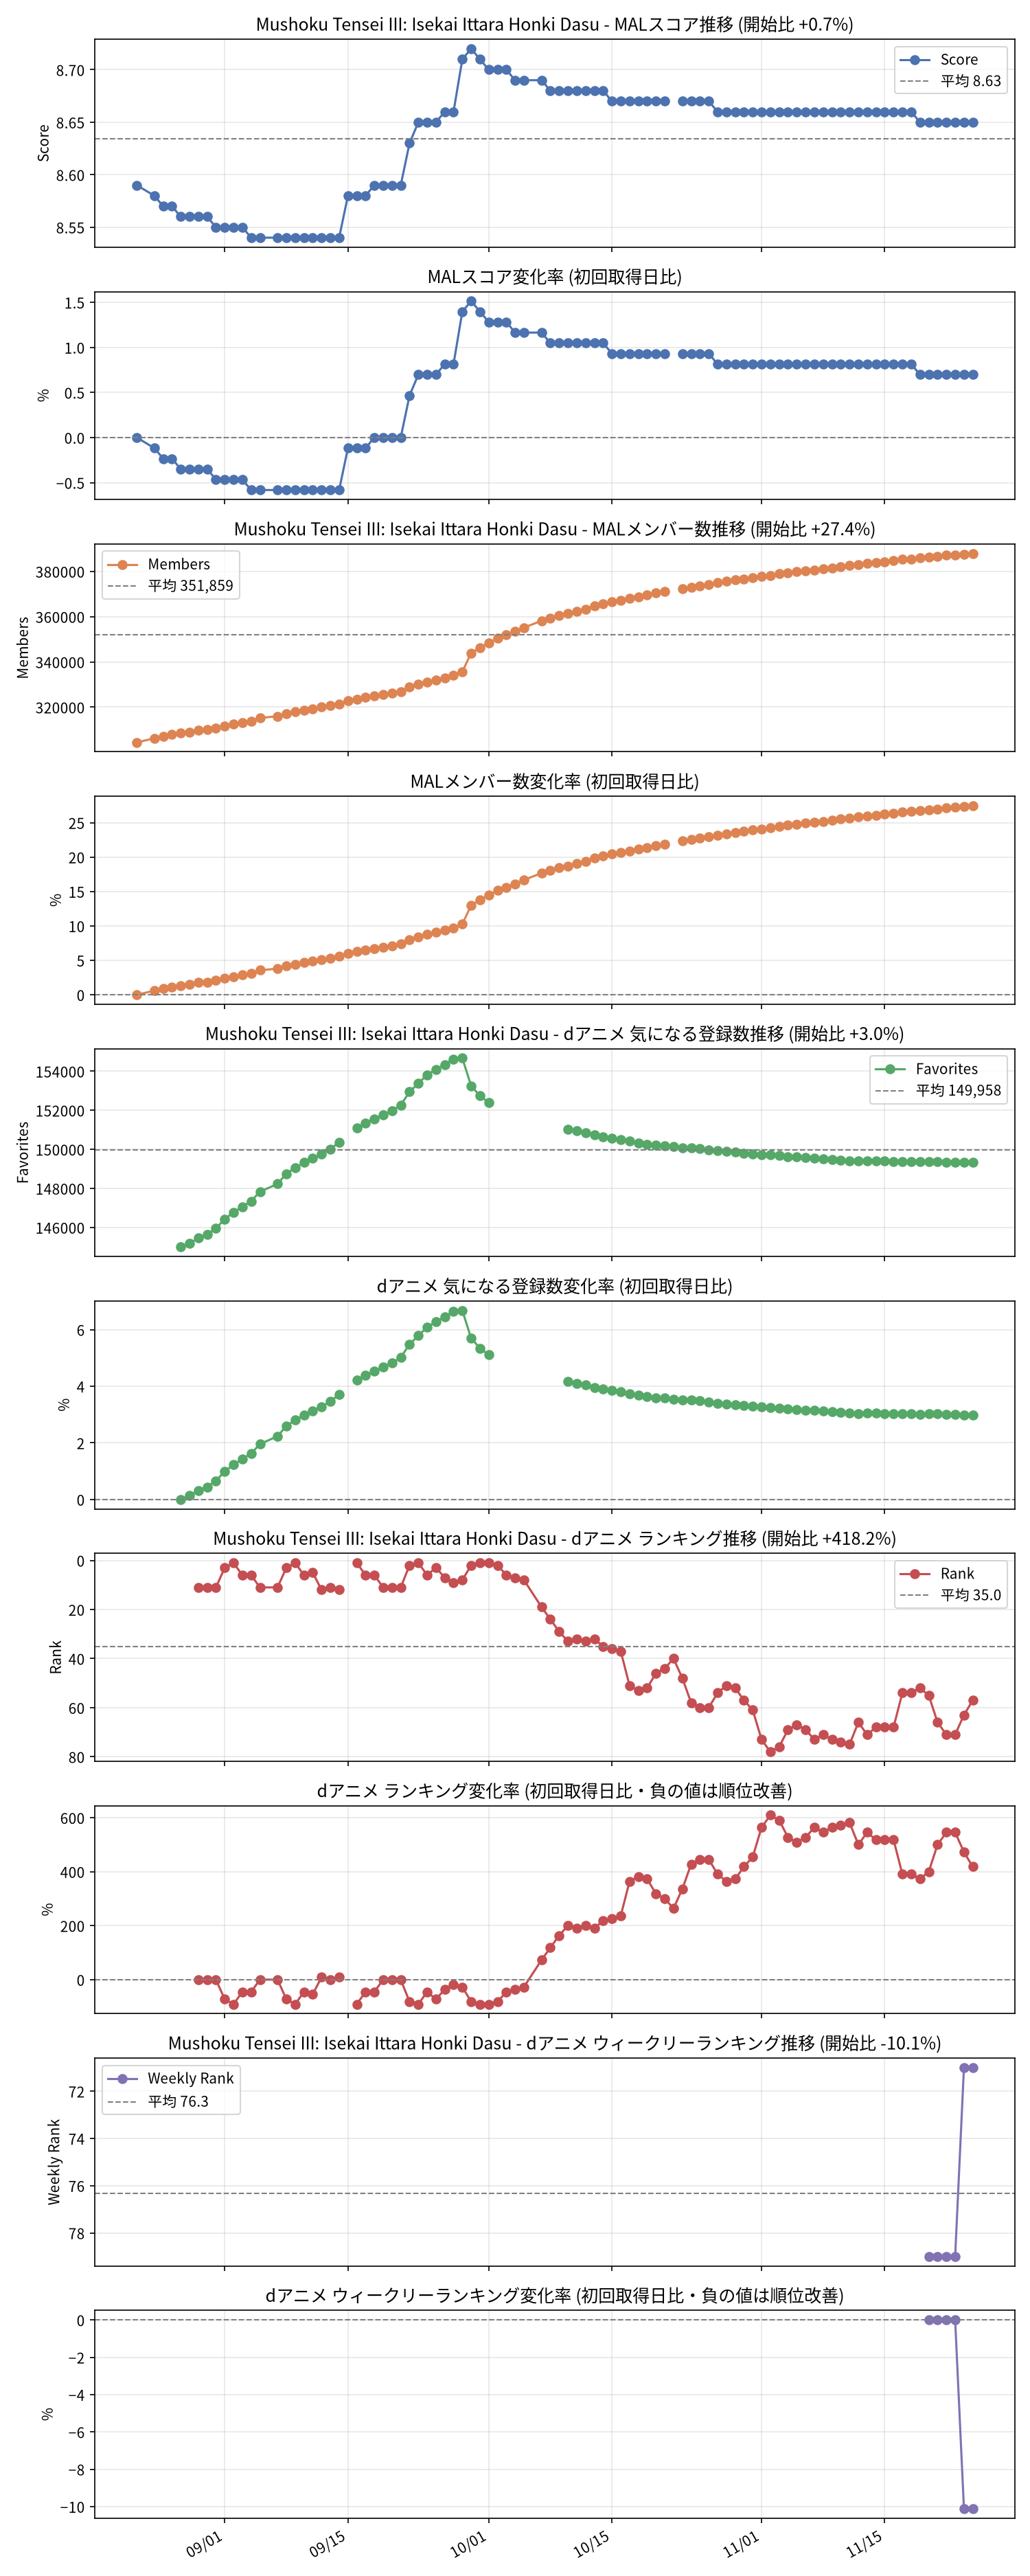 Mushoku Tensei III: Isekai Ittara Honki Dasu - MALスコア推移 (開始比 +0.7%)
Score
平均 8.63
8.70
8.65
8.60
8.55
Score
MALスコア変化率 (初回取得日比)
1.5
1.0
0.5
0.0
−0.5
%
Mushoku Tensei III: Isekai Ittara Honki Dasu - MALメンバー数推移 (開始比 +27.4%)
Members
平均 351,859
380000
360000
340000
320000
Members
MALメンバー数変化率 (初回取得日比)
25
20
15
10
5
0
%
Mushoku Tensei III: Isekai Ittara Honki Dasu - dアニメ 気になる登録数推移 (開始比 +3.0%)
Favorites
平均 149,958
154000
152000
150000
148000
146000
Favorites
dアニメ 気になる登録数変化率 (初回取得日比)
6
4
2
0
%
Mushoku Tensei III: Isekai Ittara Honki Dasu - dアニメ ランキング推移 (開始比 +418.2%)
Rank
平均 35.0
0
20
40
60
80
Rank
dアニメ ランキング変化率 (初回取得日比・負の値は順位改善)
600
400
200
0
%
Mushoku Tensei III: Isekai Ittara Honki Dasu - dアニメ ウィークリーランキング推移 (開始比 -10.1%)
Weekly Rank
平均 76.3
72
74
76
78
Weekly Rank
dアニメ ウィークリーランキング変化率 (初回取得日比・負の値は順位改善)
0
−2
−4
−6
−8
−10
%
09/01
09/15
10/01
10/15
11/01
11/15